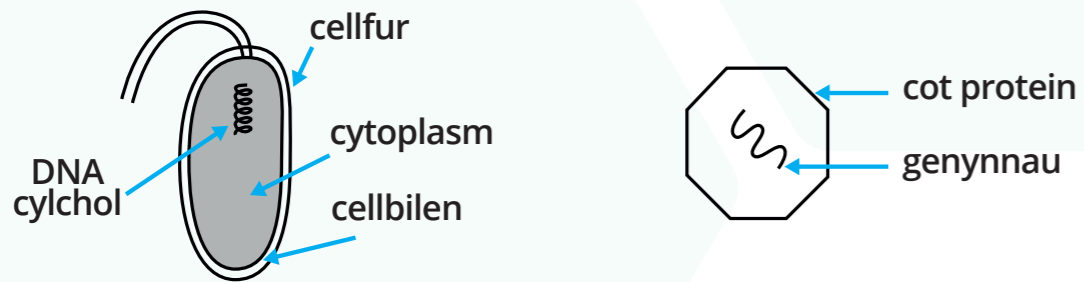 cellfur
cytoplasm
DNA
cylchol
cellbilen
cot protein
genynnau